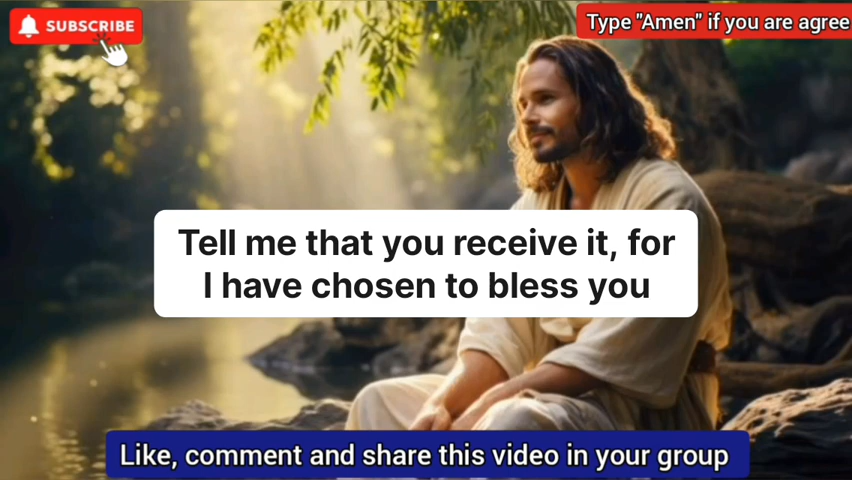 SUBSCRIBE
Type "Amen" if you are agree
Tell me that you receive it, for
I have chosen to bless you
Like, comment and share this video in your group